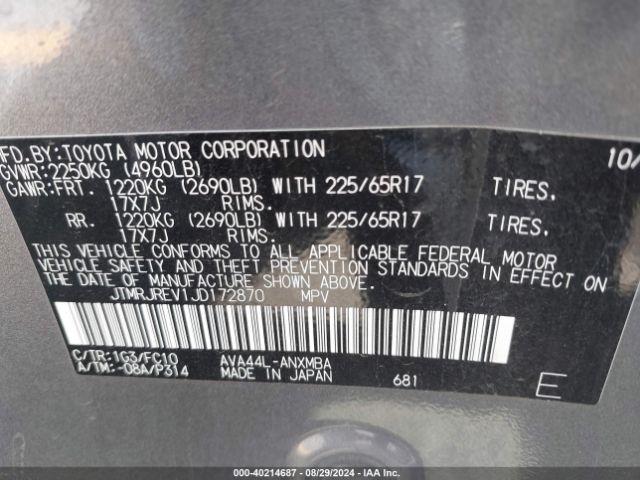 MFD.BY:TOYOTA MOTOR CORPORATION 10/
GVWR:2250KG (4960LB)
GAWR:FRT. 1220KG (2690LB) WITH 225/65R17 TIRES.
17X7J RIMS.
RR. 1220KG (2690LB) WITH 225/65R17 TIRES.
17X7J RIMS.
THIS VEHICLE CONFORMS TO ALL APPLICABLE FEDERAL MOTOR
VEHICLE SAFETY AND THEFT PREVENTION STANDARDS IN EFFECT ON
THE DATE OF MANUFACTURE SHOWN ABOVE.
JTMRJREV1JD172870 MPV
C/TR:1G3/FC10 AVA44L-ANXMBA
A/TM:-08A/P314 MADE IN JAPAN 681 E
000-40214687 - 08/29/2024 - IAA Inc.